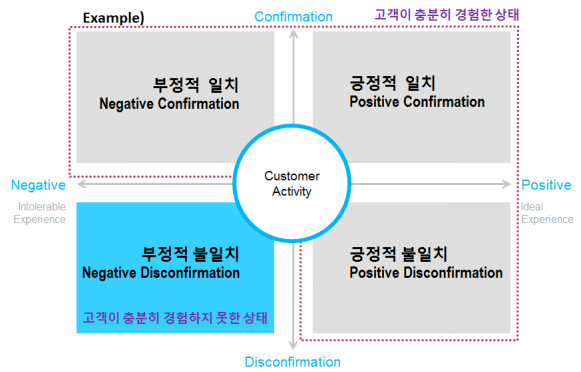 Example)
Confirmation
고객이 충분히 경험한 상태
부정적 일치
Negative Confirmation
긍정적 일치
Positive Confirmation
Customer
Activity
Negative
Intolerable
Experience
Positive
Ideal
Experience
부정적 불일치
Negative Disconfirmation
고객이 충분히 경험하지 못한 상태
긍정적 불일치
Positive Disconfirmation
Disconfirmation